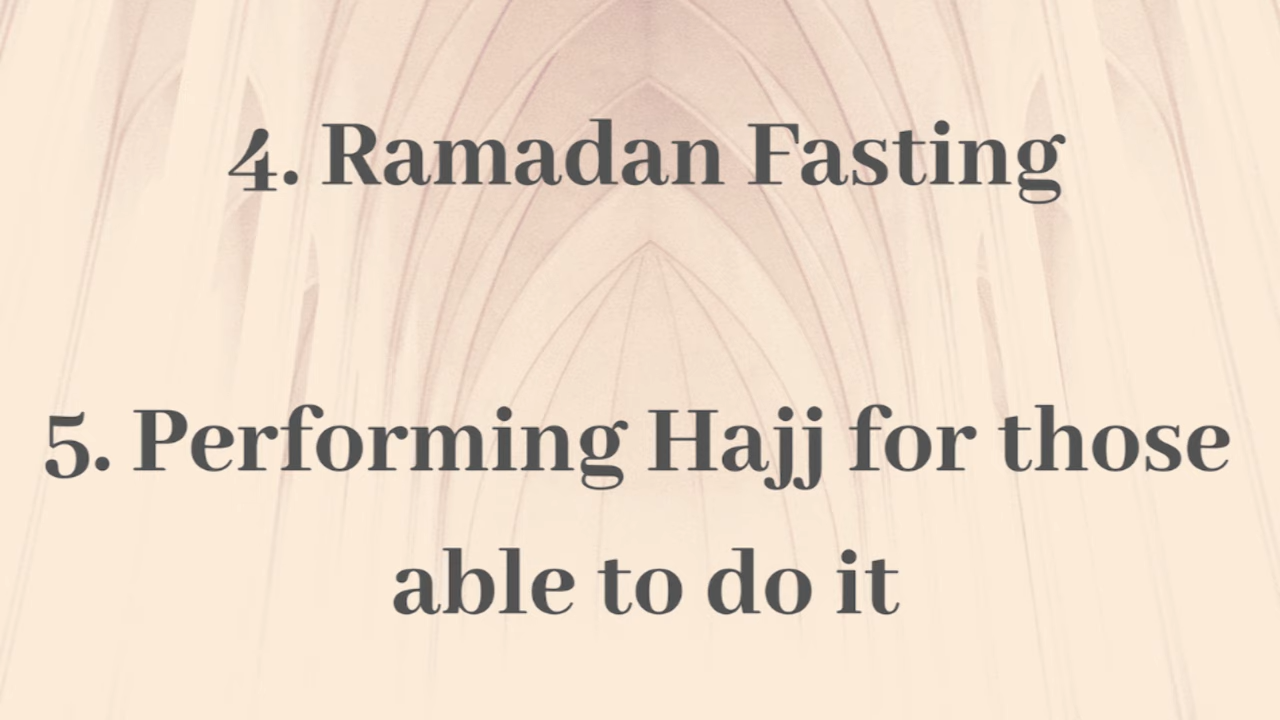 4. Ramadan Fasting
5. Performing Hajj for those
able to do it